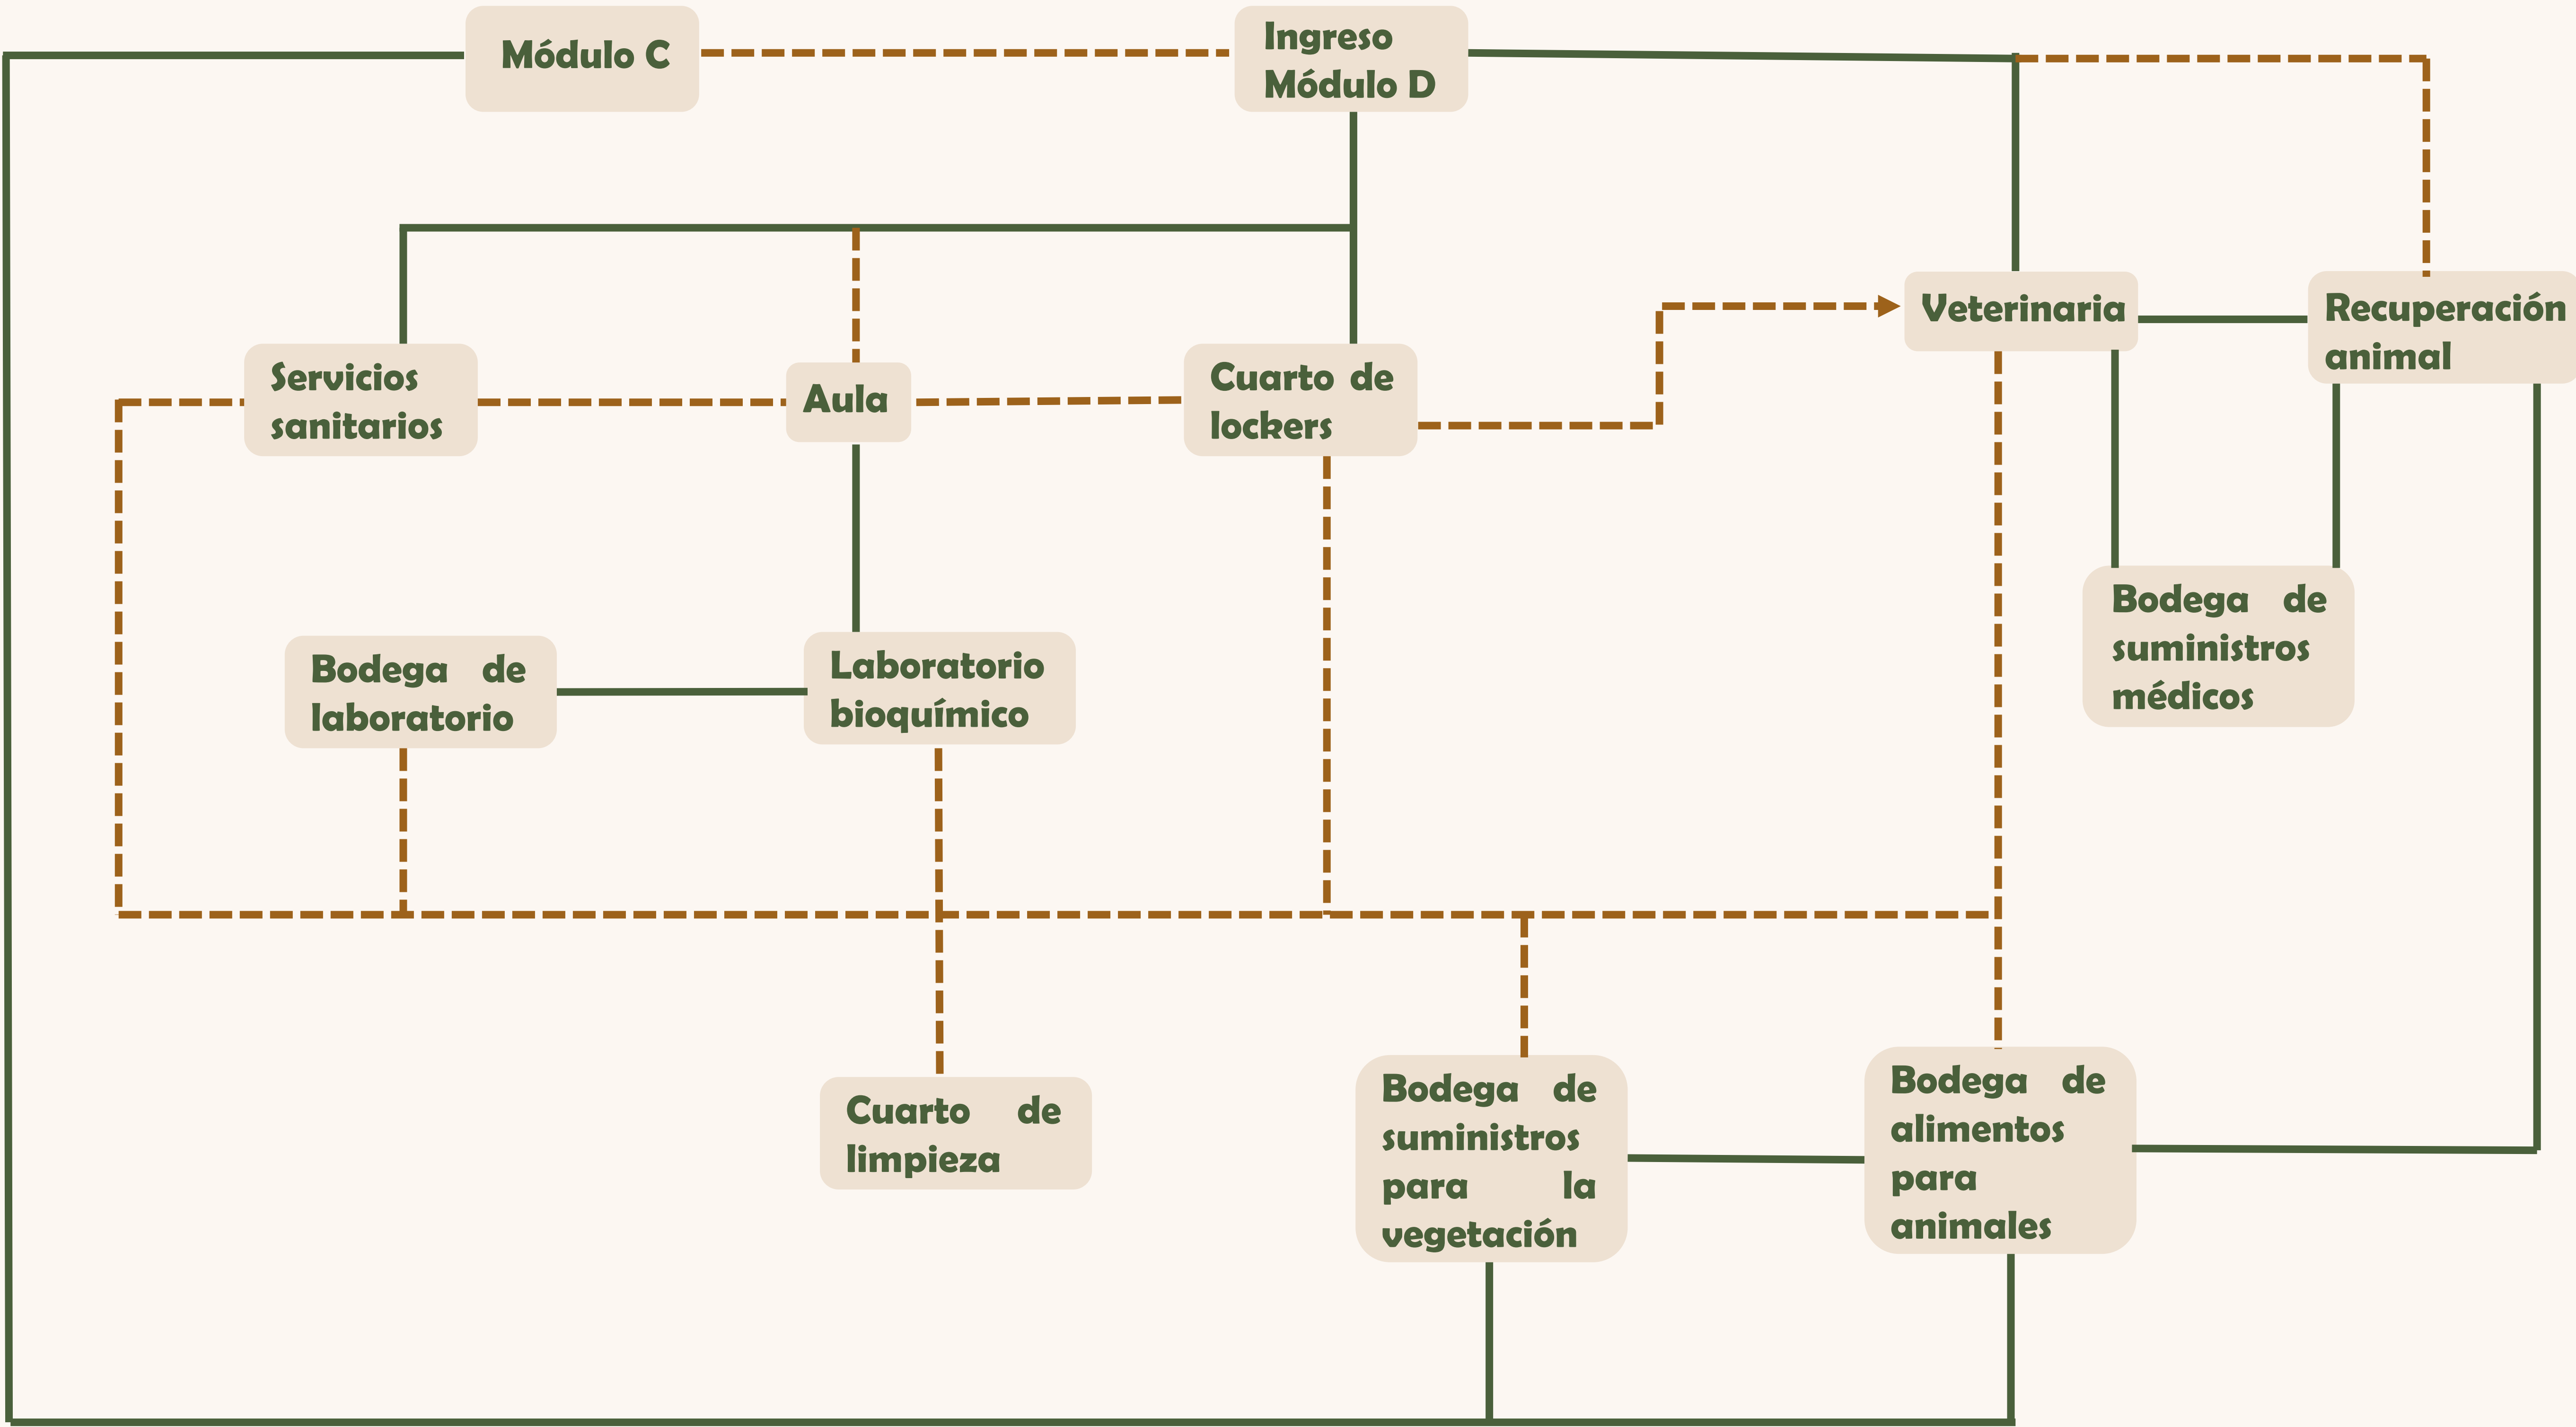 Módulo C
Ingreso
Módulo D
Servicios
sanitarios
Aula
Cuarto de
lockers
Veterinaria
Recuperación
animal
Bodega de
laboratorio
Laboratorio
bioquímico
Bodega de
suministros
médicos
Cuarto de
limpieza
Bodega de
suministros
para la
vegetación
Bodega de
alimentos
para
animales